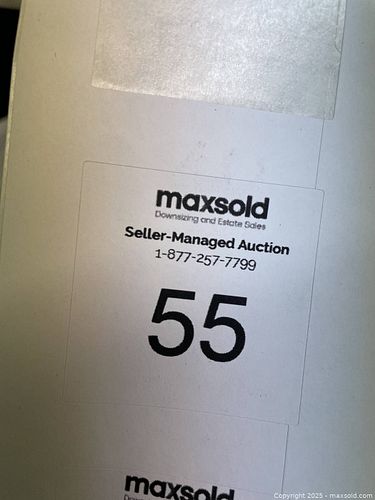 maxsold
Downsizing and Estate Sales
Seller-Managed Auction
1-877-257-7799
55
maxsold
Copyright 2025 - maxsold.com